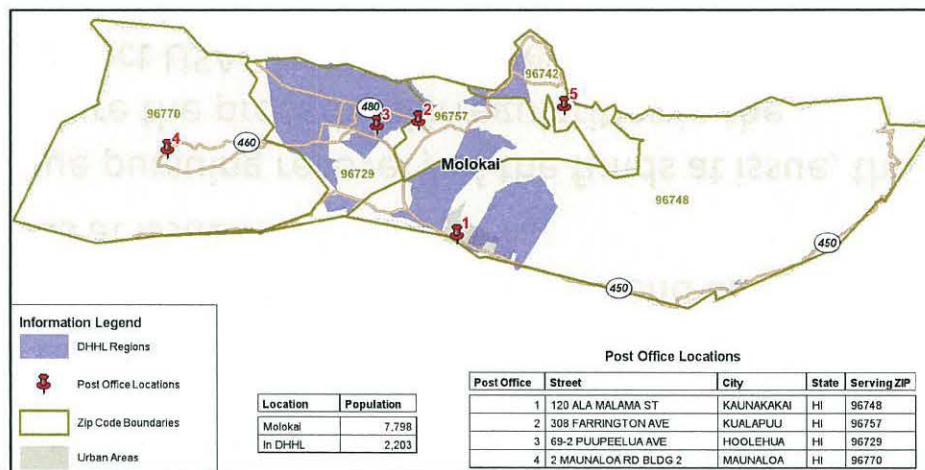 96742
5
480
2
3
96757
96770
4
460
Molokai
96729
96748
1
450
450
Information Legend
DHHL Regions
Post Office Locations
Zip Code Boundaries
Urban Areas
Location Population
Molokai 7,798
In DHHL 2,203
Post Office Locations
Post Office Street City State Serving ZIP
1 120 ALA MALAMA ST KAUNAKAKAI HI 96748
2 308 FARRINGTON AVE KUALAPUU HI 96757
3 69-2 PUUPEELUA AVE HOOLEHUA HI 96729
4 2 MAUNALOA RD BLDG 2 MAUNALOA HI 96770